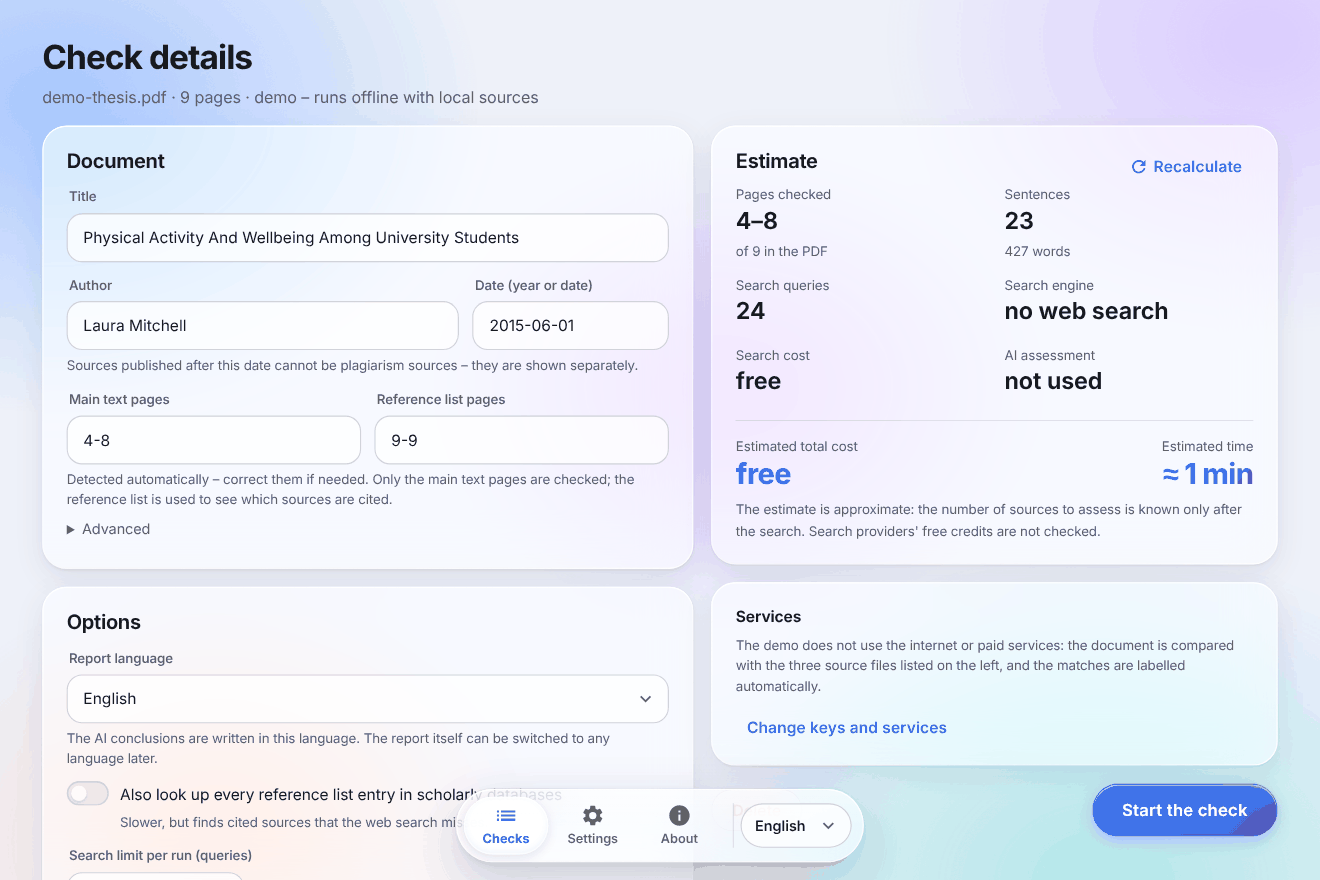 Check details
demo-thesis.pdf · 9 pages · demo – runs offline with local sources
Document
Title
Physical Activity And Wellbeing Among University Students
Author
Date (year or date)
Laura Mitchell
2015-06-01
Sources published after this date cannot be plagiarism sources – they are shown separately.
Main text pages
Reference list pages
4-8
9-9
Detected automatically – correct them if needed. Only the main text pages are checked; the
reference list is used to see which sources are cited.
Advanced
Options
Report language
English
The AI conclusions are written in this language. The report itself can be switched to any
language later.
Also look up every reference list entry in scholarly databases
Slower, but finds cited sources that the web search
Search limit per run (queries)
Estimate
Recalculate
Pages checked
Sentences
4–8
23
of 9 in the PDF
427 words
Search queries
Search engine
24
no web search
Search cost
AI assessment
free
not used
Estimated total cost
Estimated time
free
≈ 1 min
The estimate is approximate: the number of sources to assess is known only after
the search. Search providers' free credits are not checked.
Services
The demo does not use the internet or paid services: the document is compared
with the three source files listed on the left, and the matches are labelled
automatically.
Change keys and services
Start the check
Checks
Settings
About
English